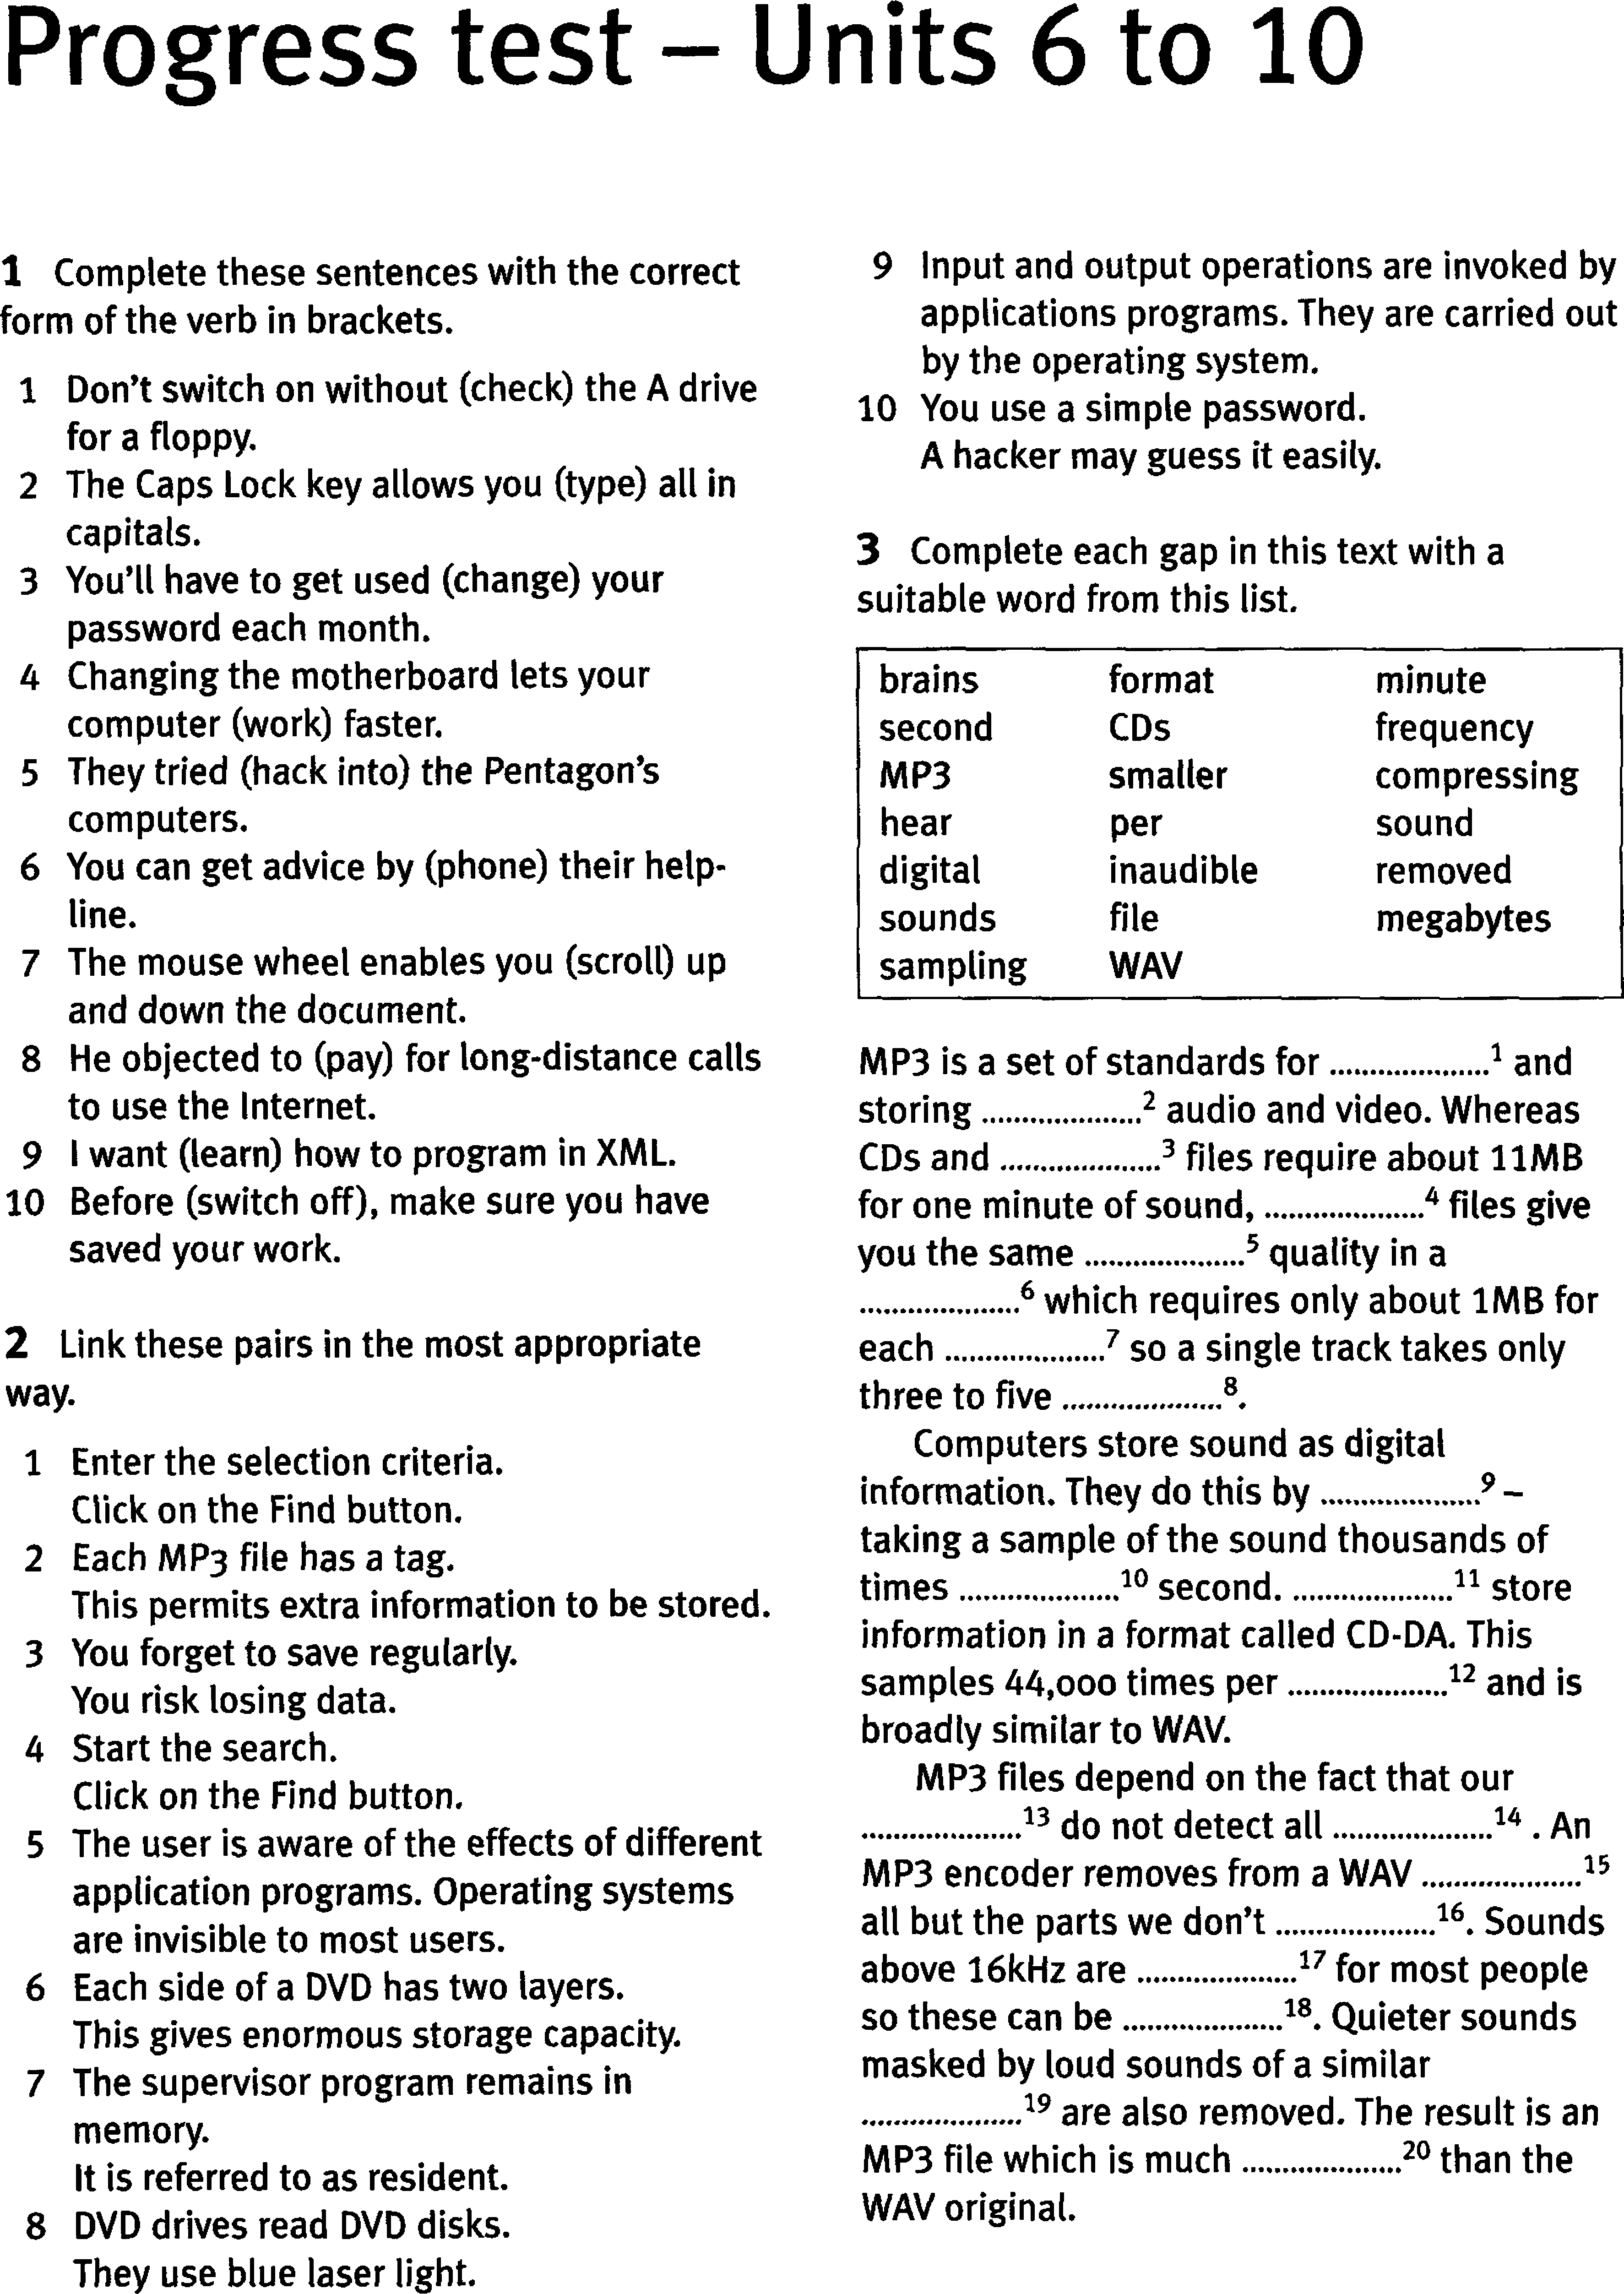 Progress test – Units 6 to 10
1 Complete these sentences with the correct
form of the verb in brackets.
1 Don't switch on without (check) the A drive
for a floppy.
2 The Caps Lock key allows you (type) all in
capitals.
3 You'll have to get used (change) your
password each month.
4 Changing the motherboard lets your
computer (work) faster.
5 They tried (hack into) the Pentagon's
computers.
6 You can get advice by (phone) their help-
line.
7 The mouse wheel enables you (scroll) up
and down the document.
8 He objected to (pay) for long-distance calls
to use the Internet.
9 I want (learn) how to program in XML.
10 Before (switch off), make sure you have
saved your work.
2 Link these pairs in the most appropriate
way.
1 Enter the selection criteria.
Click on the Find button.
2 Each MP3 file has a tag.
This permits extra information to be stored.
3 You forget to save regularly.
You risk losing data.
4 Start the search.
Click on the Find button.
5 The user is aware of the effects of different
application programs. Operating systems
are invisible to most users.
6 Each side of a DVD has two layers.
This gives enormous storage capacity.
7 The supervisor program remains in
memory.
It is referred to as resident.
8 DVD drives read DVD disks.
They use blue laser light.
9 Input and output operations are invoked by
applications programs. They are carried out
by the operating system.
10 You use a simple password.
A hacker may guess it easily.
3 Complete each gap in this text with a
suitable word from this list.
brains format minute
second CDs frequency
MP3 smaller compressing
hear per sound
digital inaudible removed
sounds file megabytes
sampling WAV
MP3 is a set of standards for ....................1 and
storing ....................2 audio and video. Whereas
CDs and ....................3 files require about 11MB
for one minute of sound, ....................4 files give
you the same ....................5 quality in a
....................6 which requires only about 1MB for
each ....................7 so a single track takes only
three to five ....................8.
Computers store sound as digital
information. They do this by ....................9 –
taking a sample of the sound thousands of
times ....................10 second. ....................11 store
information in a format called CD-DA. This
samples 44,000 times per ....................12 and is
broadly similar to WAV.
MP3 files depend on the fact that our
....................13 do not detect all ....................14 . An
MP3 encoder removes from a WAV ....................15
all but the parts we don't ....................16. Sounds
above 16kHz are ....................17 for most people
so these can be ....................18. Quieter sounds
masked by loud sounds of a similar
....................19 are also removed. The result is an
MP3 file which is much ....................20 than the
WAV original.